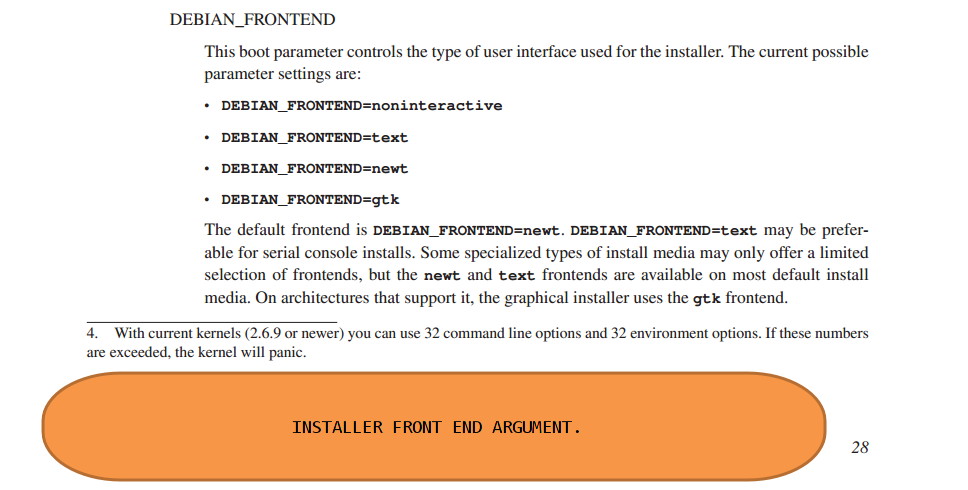 DEBIAN_FRONTEND
This boot parameter controls the type of user interface used for the installer. The current possible
parameter settings are:
• DEBIAN_FRONTEND=noninteractive
• DEBIAN_FRONTEND=text
• DEBIAN_FRONTEND=newt
• DEBIAN_FRONTEND=gtk
The default frontend is DEBIAN_FRONTEND=newt. DEBIAN_FRONTEND=text may be prefer-
able for serial console installs. Some specialized types of install media may only offer a limited
selection of frontends, but the newt and text frontends are available on most default install
media. On architectures that support it, the graphical installer uses the gtk frontend.
4. With current kernels (2.6.9 or newer) you can use 32 command line options and 32 environment options. If these numbers
are exceeded, the kernel will panic.
INSTALLER FRONT END ARGUMENT.
28